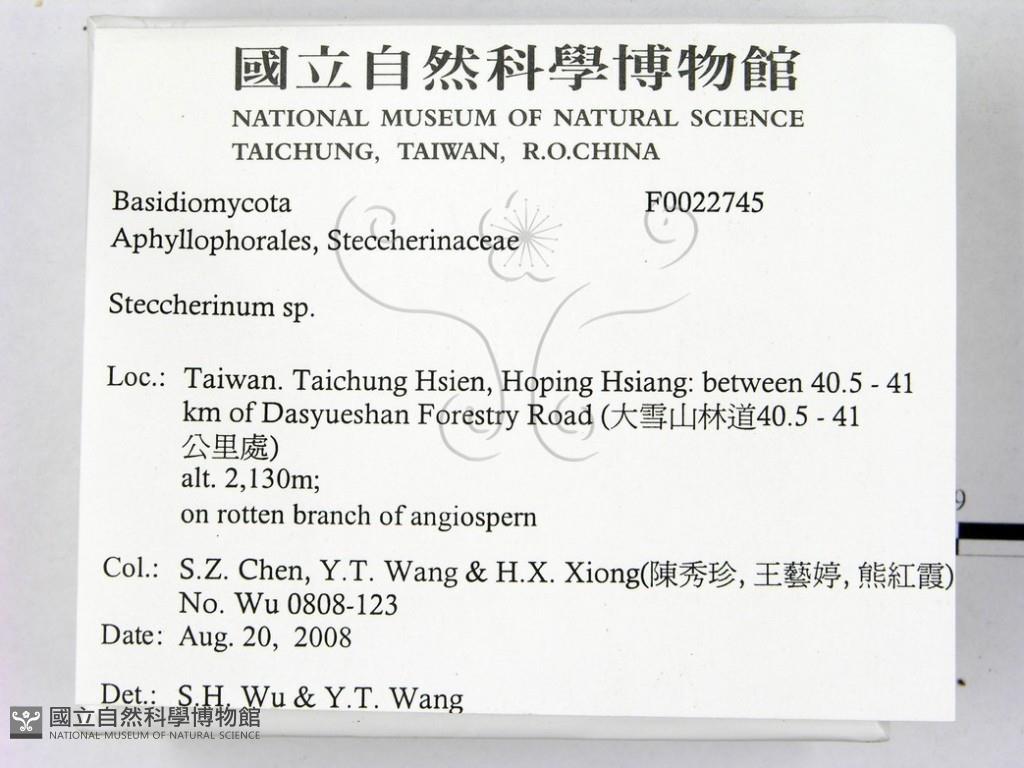 國立自然科學博物館
NATIONAL MUSEUM OF NATURAL SCIENCE
TAICHUNG, TAIWAN, R.O.CHINA
Basidiomycota F0022745
Aphyllophorales, Steccherinaceae
Steccherinum sp.
Loc.: Taiwan. Taichung Hsien, Hoping Hsiang: between 40.5 - 41
km of Dasyueshan Forestry Road (大雪山林道40.5 - 41
公里處)
alt. 2,130m;
on rotten branch of angiospern
Col.: S.Z. Chen, Y.T. Wang & H.X. Xiong(陳秀珍, 王藝婷, 熊紅霞)
No. Wu 0808-123
Date: Aug. 20, 2008
Det.: S.H. Wu & Y.T. Wang
9
國立自然科學博物館
NATIONAL MUSEUM OF NATURAL SCIENCE